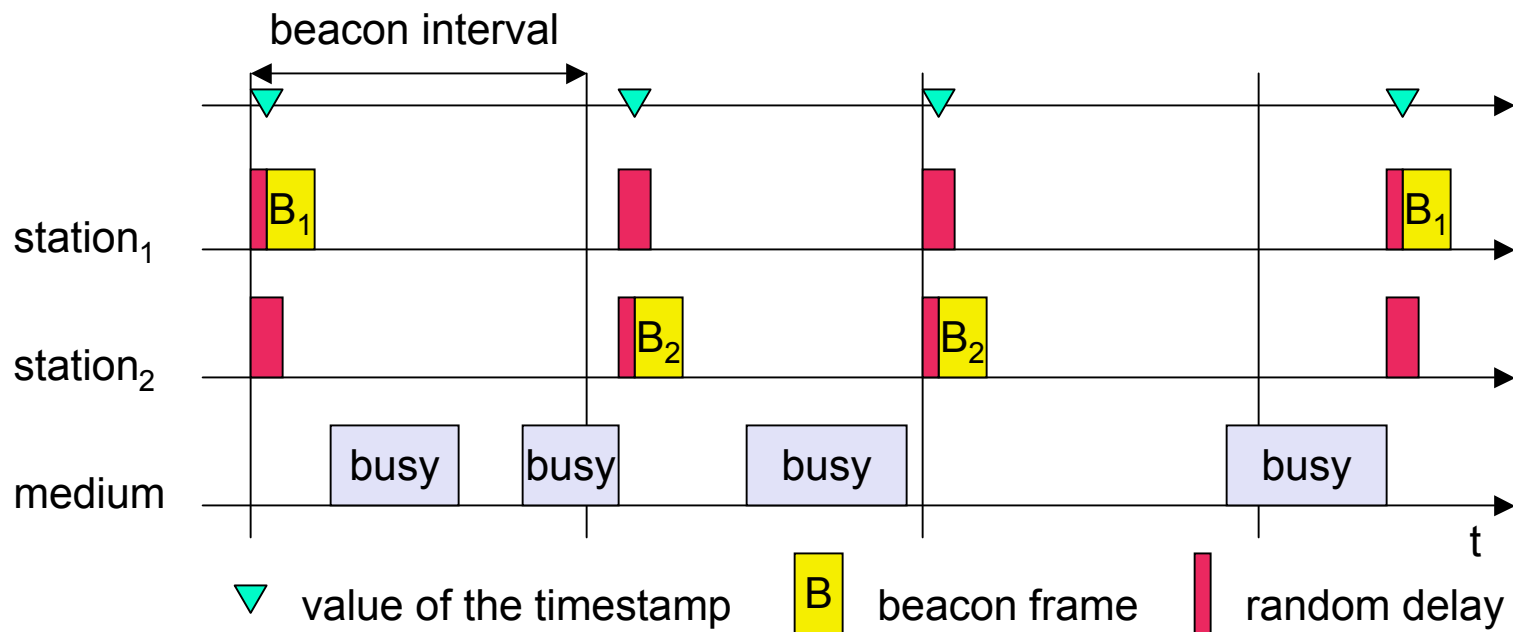 beacon interval
station1
B1
B1
station2
B2
B2
medium
busy
busy
busy
busy
t
value of the timestamp
B
beacon frame
random delay